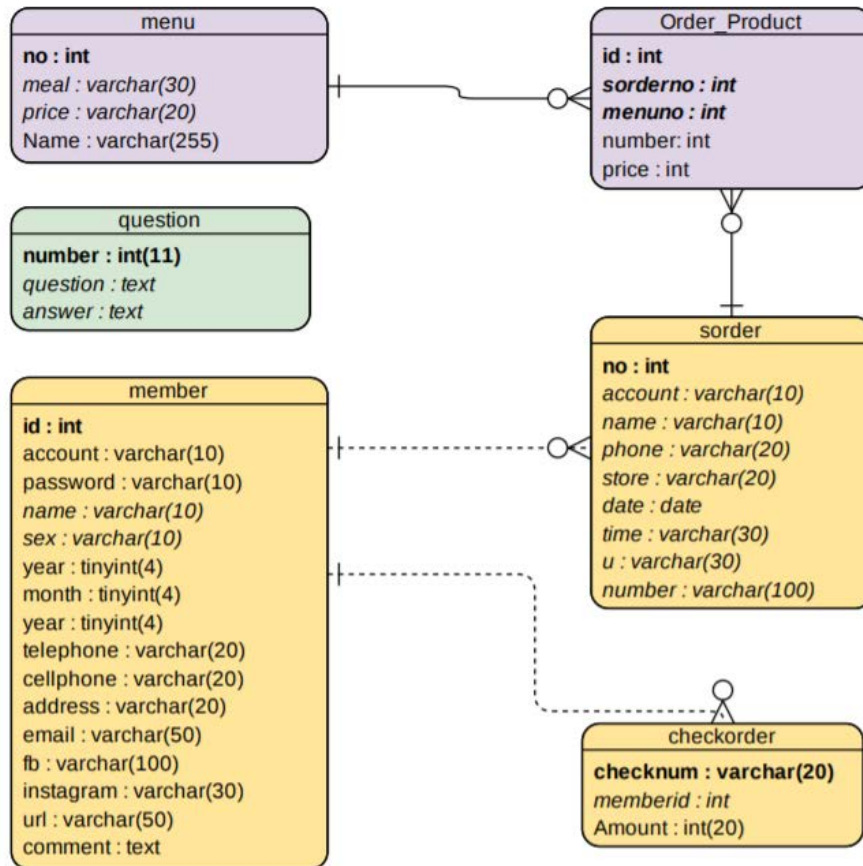 menu
no : int
meal : varchar(30)
price : varchar(20)
Name : varchar(255)
Order_Product
id : int
sorderno : int
menuno : int
number: int
price : int
question
number : int(11)
question : text
answer : text
sorder
no : int
account : varchar(10)
name : varchar(10)
phone : varchar(20)
store : varchar(20)
date : date
time : varchar(30)
u : varchar(30)
number : varchar(100)
member
id : int
account : varchar(10)
password : varchar(10)
name : varchar(10)
sex : varchar(10)
year : tinyint(4)
month : tinyint(4)
year : tinyint(4)
telephone : varchar(20)
cellphone : varchar(20)
address : varchar(20)
email : varchar(50)
fb : varchar(100)
instagram : varchar(30)
url : varchar(50)
comment : text
checkorder
checknum : varchar(20)
memberid : int
Amount : int(20)